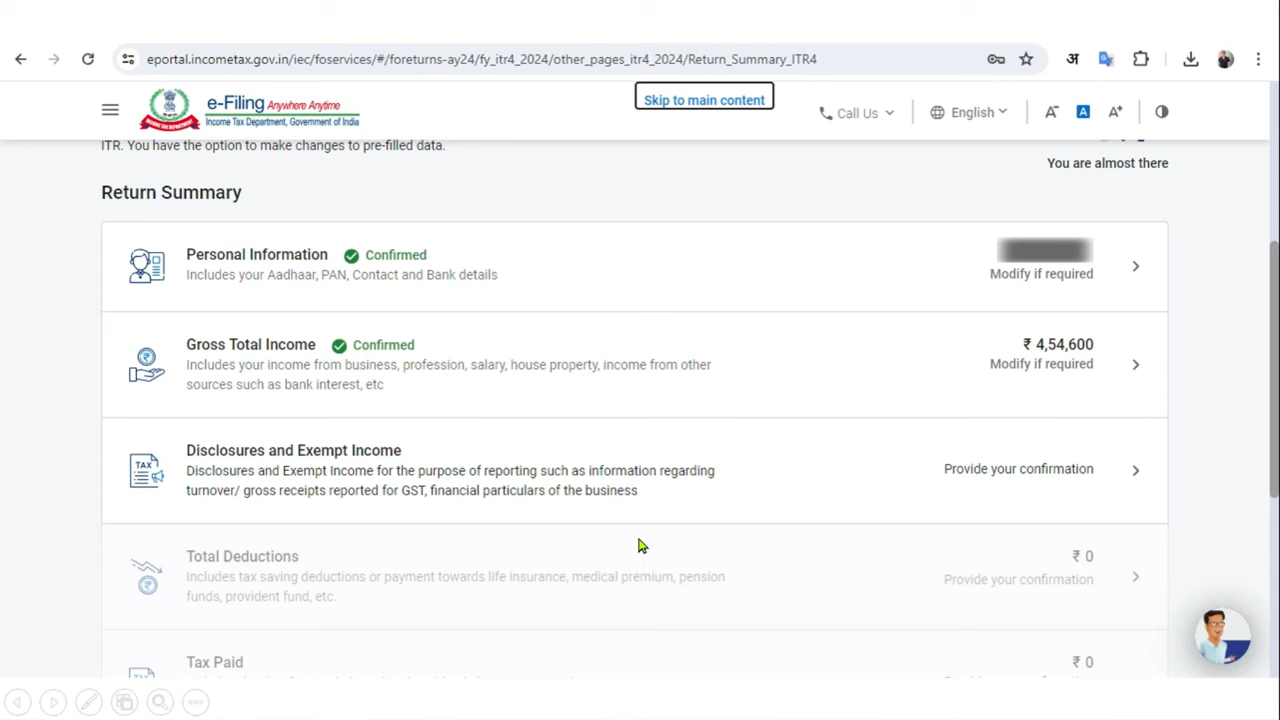 eportal.incometax.gov.in/iec/foservices/#/foreturns-ay24/fy_itr4_2024/other_pages_itr4_2024/Return_Summary_ITR4
अ
e-Filing Anywhere Anytime
Income Tax Department, Government of India
Skip to main content
Call Us
English
A-
A
A+
ITR. You have the option to make changes to pre-filled data.
You are almost there
Return Summary
Personal Information
Confirmed
Includes your Aadhaar, PAN, Contact and Bank details
Modify if required
Gross Total Income
Confirmed
₹ 4,54,600
Includes your income from business, profession, salary, house property, income from other
sources such as bank interest, etc
Modify if required
TAX
Disclosures and Exempt Income
Disclosures and Exempt Income for the purpose of reporting such as information regarding
turnover/ gross receipts reported for GST, financial particulars of the business
Provide your confirmation
Total Deductions
₹ 0
Includes tax saving deductions or payment towards life insurance, medical premium, pension
funds, provident fund, etc.
Provide your confirmation
Tax Paid
₹ 0